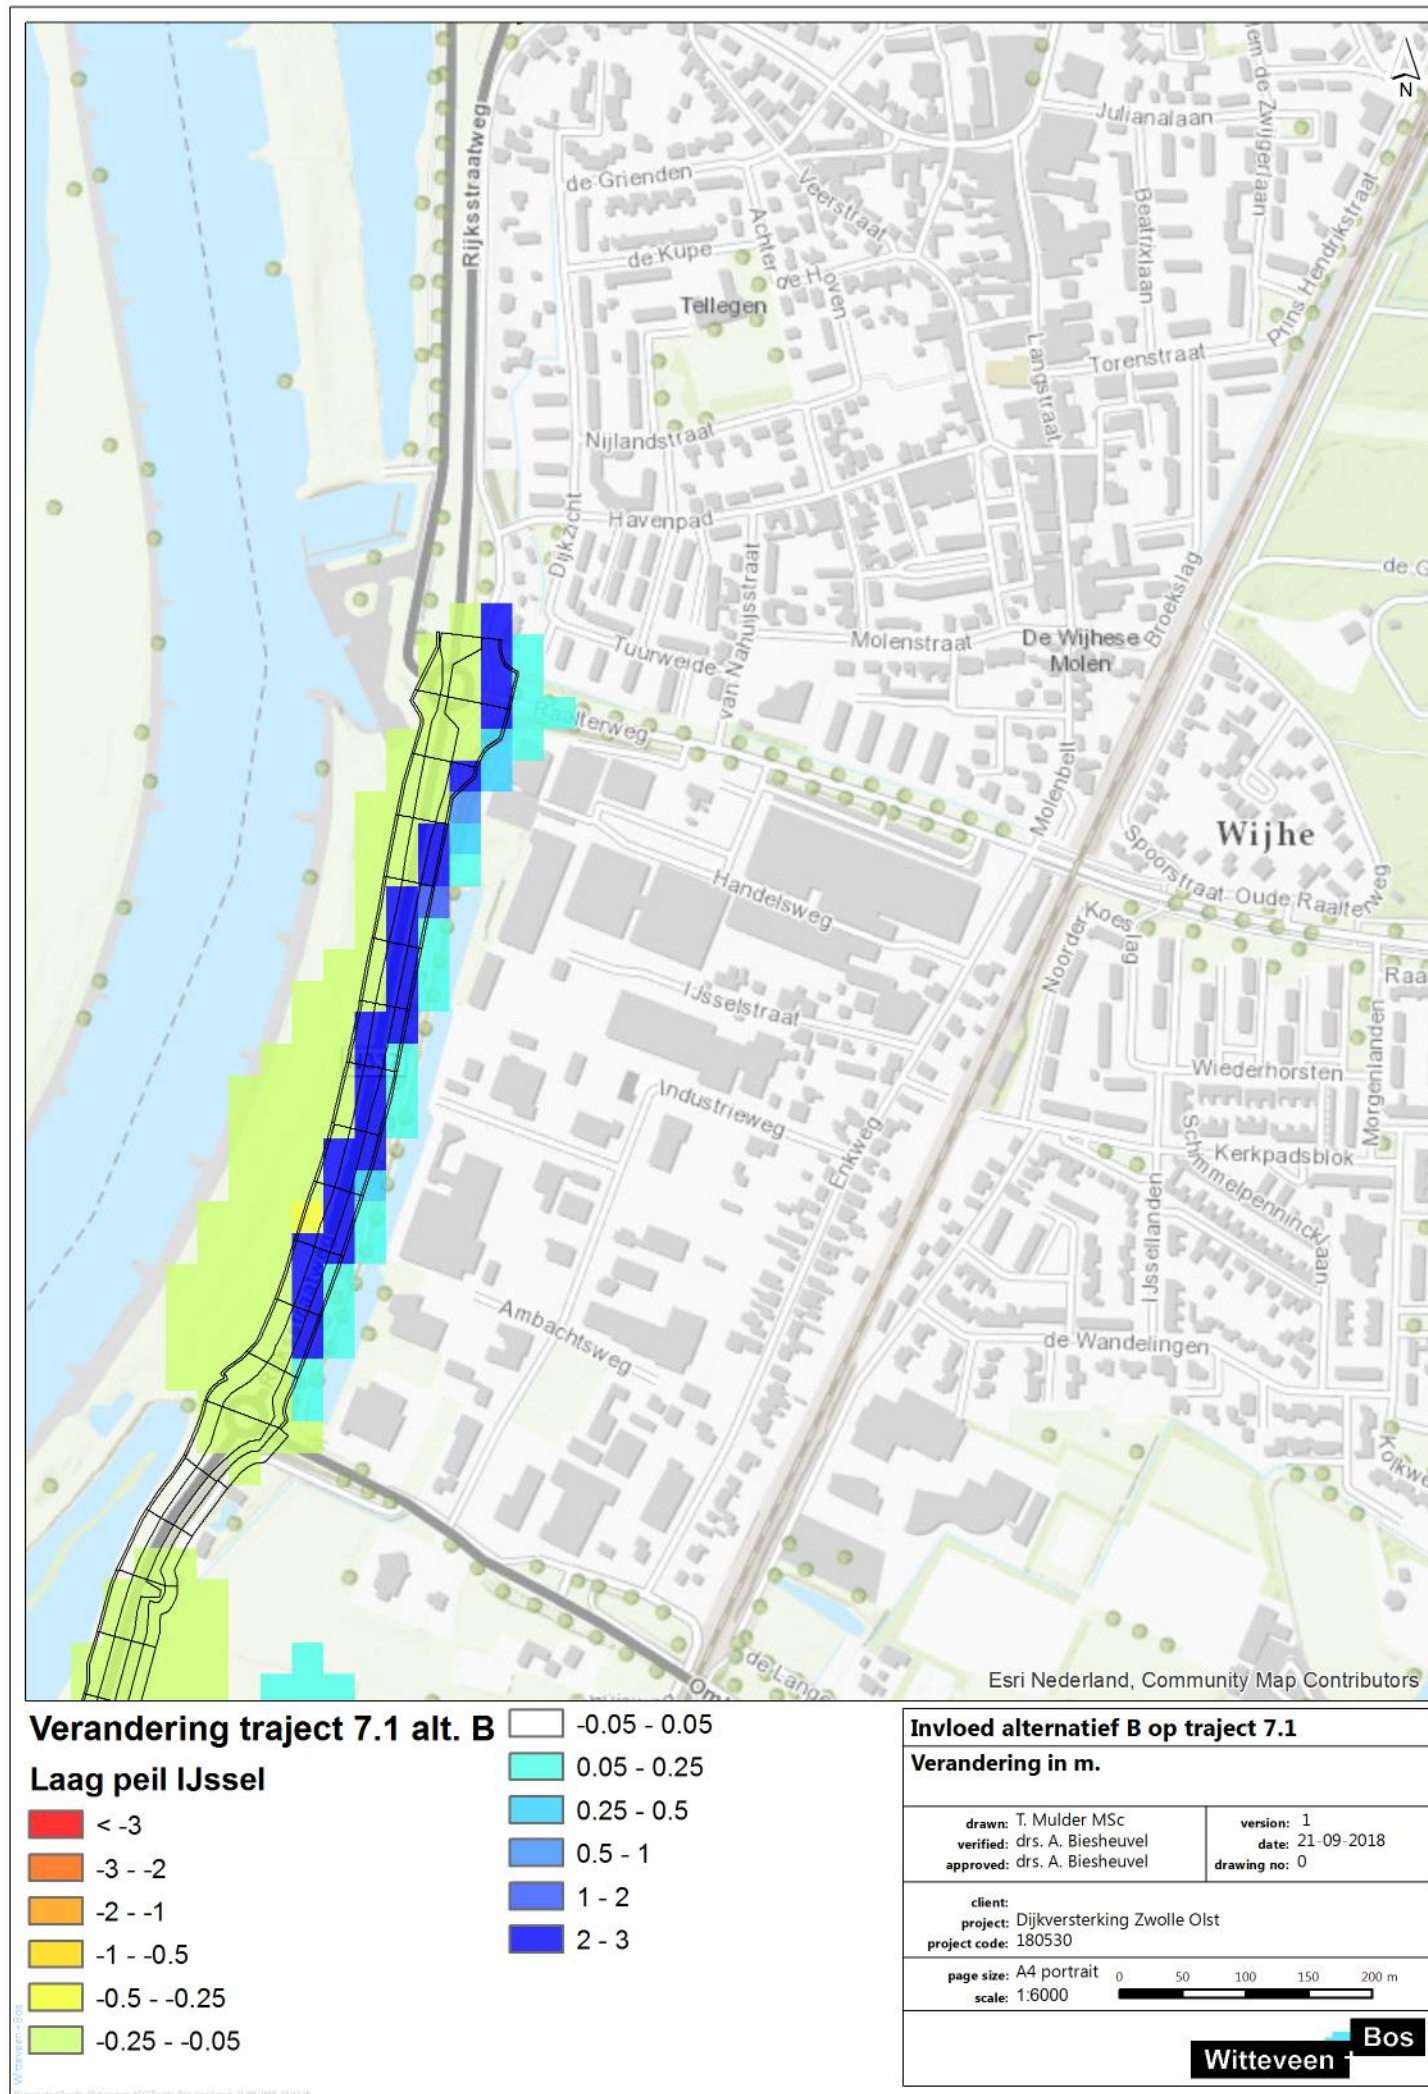 N
Rijksstraatweg
Julianalaan
de Grienden
Veerstraat
Beatrixlaan
Prins Hendrikstraat
de Kupe
Achter de Hoven
Tellegen
Langstraat
Torenstraat
Nijlandstraat
Havenpad
Dijkzicht
van Nahuijsstraat
Broekslag
Tuurweide
Molenstraat
De Wijhese
Molen
Raalterweg
Molenbelt
Wijhe
Spoorstraat
Oude Raalterweg
Handelsweg
Koeslag
Noorder
Raa
IJsselstraat
Morgenlanden
Wiederhorsten
Industrieweg
Enkweg
Schimmelpennincklaan
Kerkpadsblok
IJssellanden
Ambachtsweg
de Wandelingen
Kolkwe
de Lange
Esri Nederland, Community Map Contributors
Verandering traject 7.1 alt. B
Laag peil IJssel
< -3
-3 - -2
-2 - -1
-1 - -0.5
-0.5 - -0.25
-0.25 - -0.05
-0.05 - 0.05
0.05 - 0.25
0.25 - 0.5
0.5 - 1
1 - 2
2 - 3
Invloed alternatief B op traject 7.1
Verandering in m.
drawn: T. Mulder MSc
verified: drs. A. Biesheuvel
approved: drs. A. Biesheuvel
version: 1
date: 21-09-2018
drawing no: 0
client:
project: Dijkversterking Zwolle Olst
project code: 180530
page size: A4 portrait
scale: 1:6000
0 50 100 150 200 m
Witteveen + Bos
Witteveen + Bos